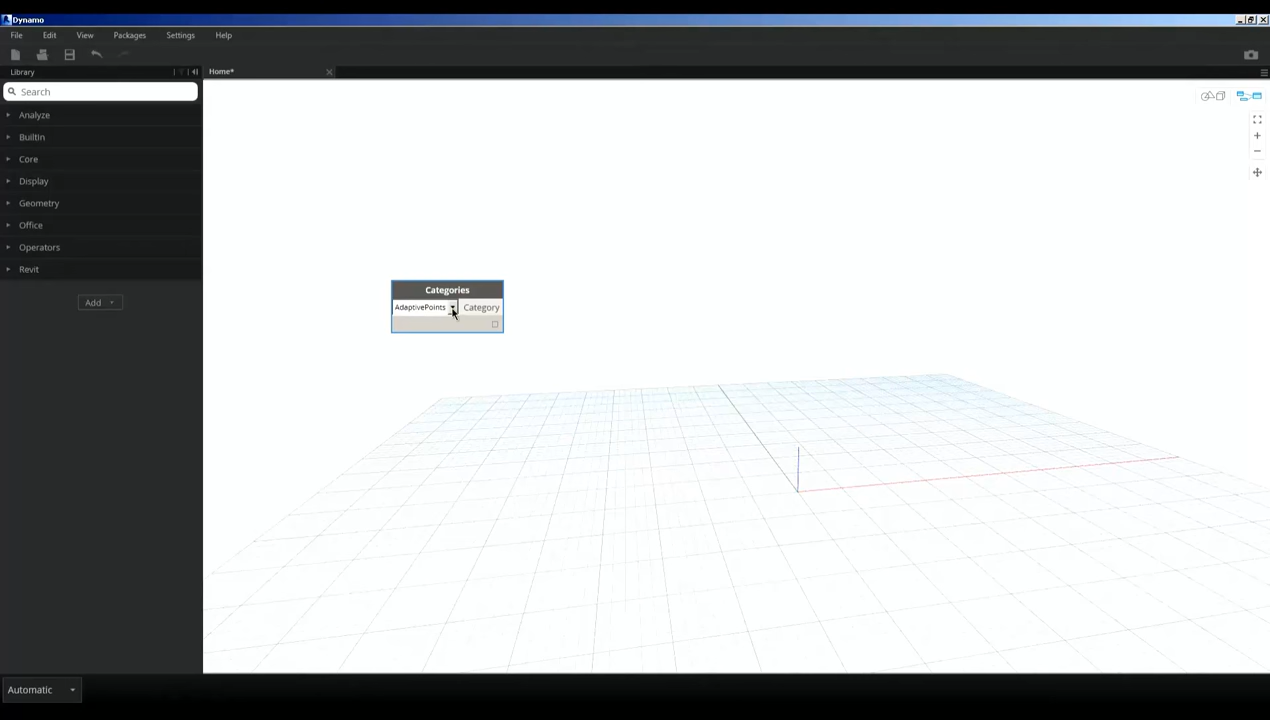 Dynamo
File Edit View Packages Settings Help
Library
Home*
Search
Analyze
BuiltIn
Core
Display
Geometry
Office
Operators
Revit
Add
Categories
AdaptivePoints Category
Automatic